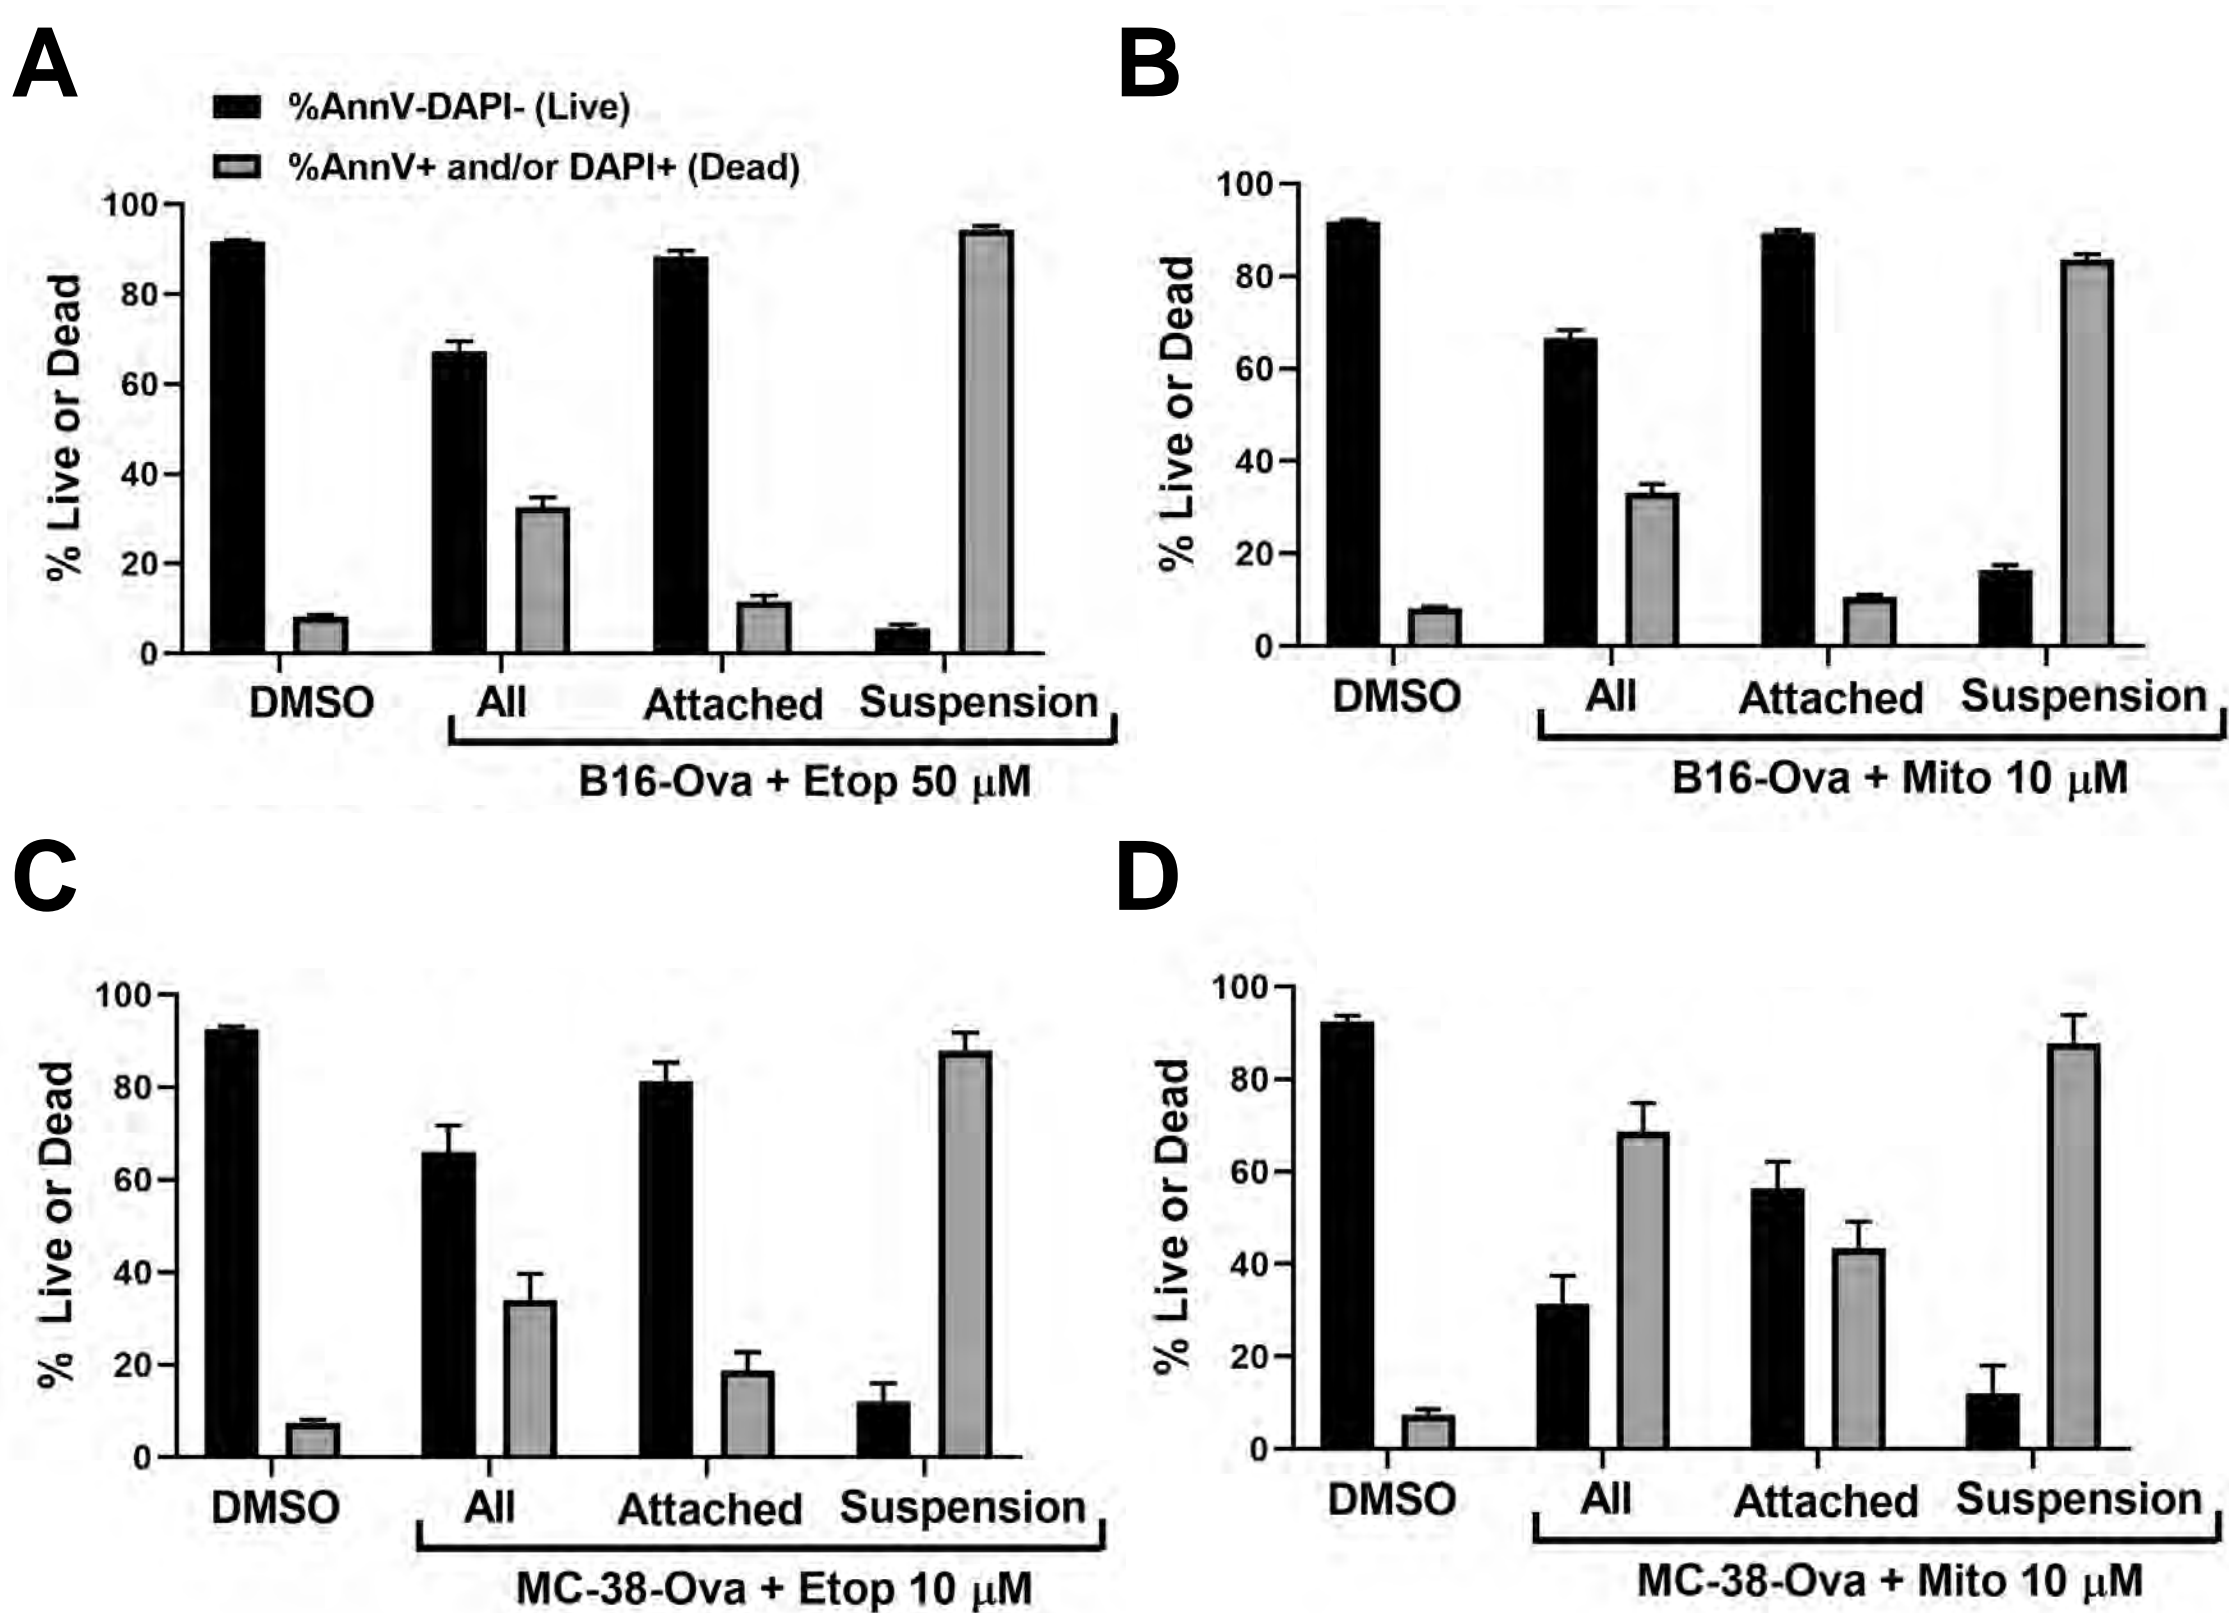 A
%AnnV-DAPI- (Live)
%AnnV+ and/or DAPI+ (Dead)
% Live or Dead
100
80
60
40
20
0
DMSO All Attached Suspension
B16-Ova + Etop 50 μM
B
% Live or Dead
100
80
60
40
20
0
DMSO All Attached Suspension
B16-Ova + Mito 10 μM
C
% Live or Dead
100
80
60
40
20
0
DMSO All Attached Suspension
MC-38-Ova + Etop 10 μM
D
% Live or Dead
100
80
60
40
20
0
DMSO All Attached Suspension
MC-38-Ova + Mito 10 μM